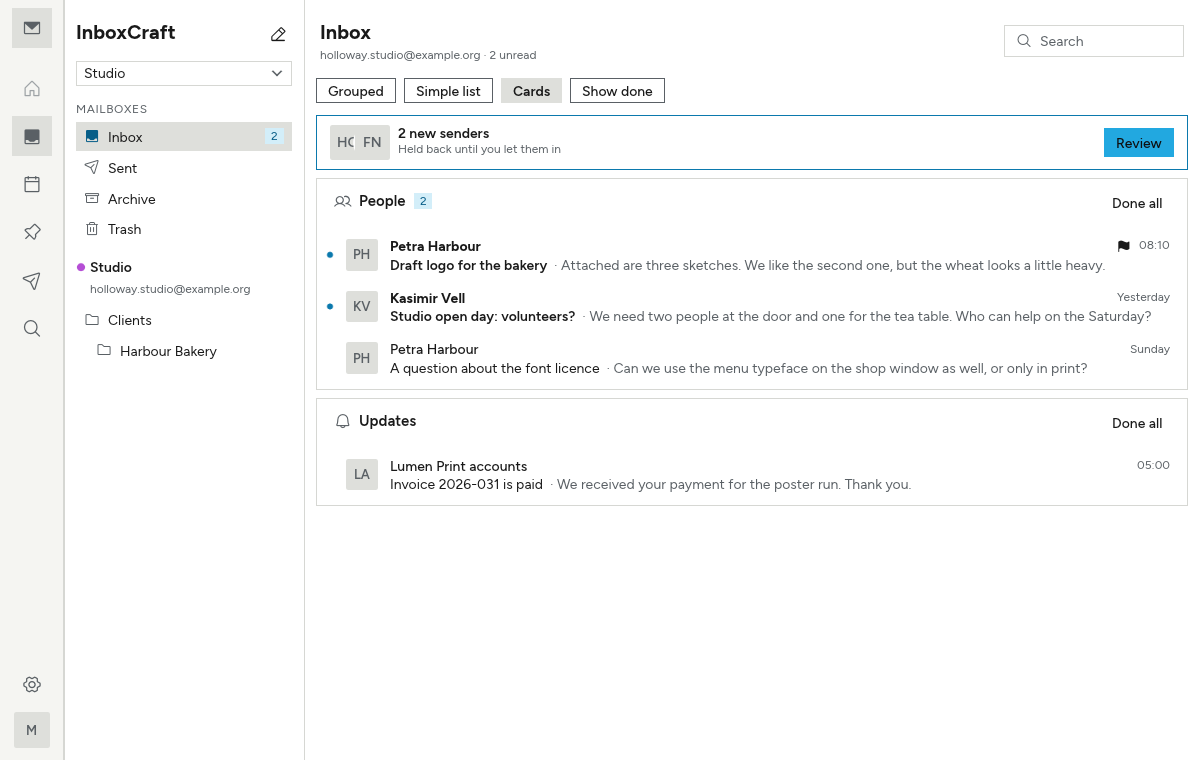 InboxCraft
Studio
MAILBOXES
Inbox 2
Sent
Archive
Trash
Studio
holloway.studio@example.org
Clients
Harbour Bakery
M
Inbox
holloway.studio@example.org · 2 unread
Search
Grouped Simple list Cards Show done
FN
2 new senders
Held back until you let them in
Review
People 2
Done all
PH
Petra Harbour
08:10
Draft logo for the bakery · Attached are three sketches. We like the second one, but the wheat looks a little heavy.
KV
Kasimir Vell
Yesterday
Studio open day: volunteers? · We need two people at the door and one for the tea table. Who can help on the Saturday?
PH
Petra Harbour
Sunday
A question about the font licence · Can we use the menu typeface on the shop window as well, or only in print?
Updates
Done all
LA
Lumen Print accounts
05:00
Invoice 2026-031 is paid · We received your payment for the poster run. Thank you.